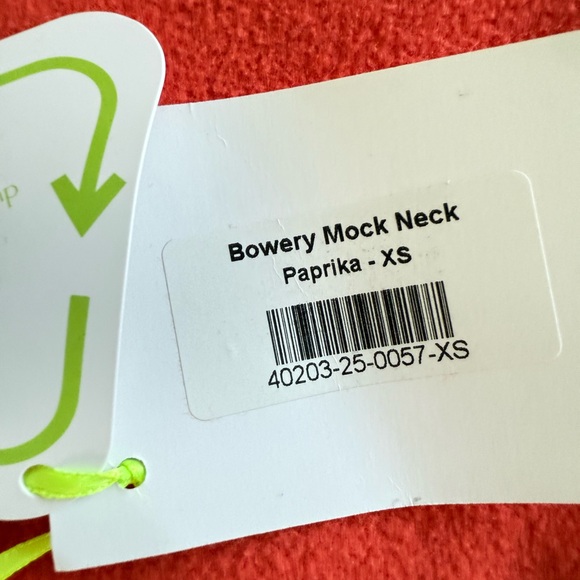 Bowery Mock Neck
Paprika - XS
40203-25-0057-XS